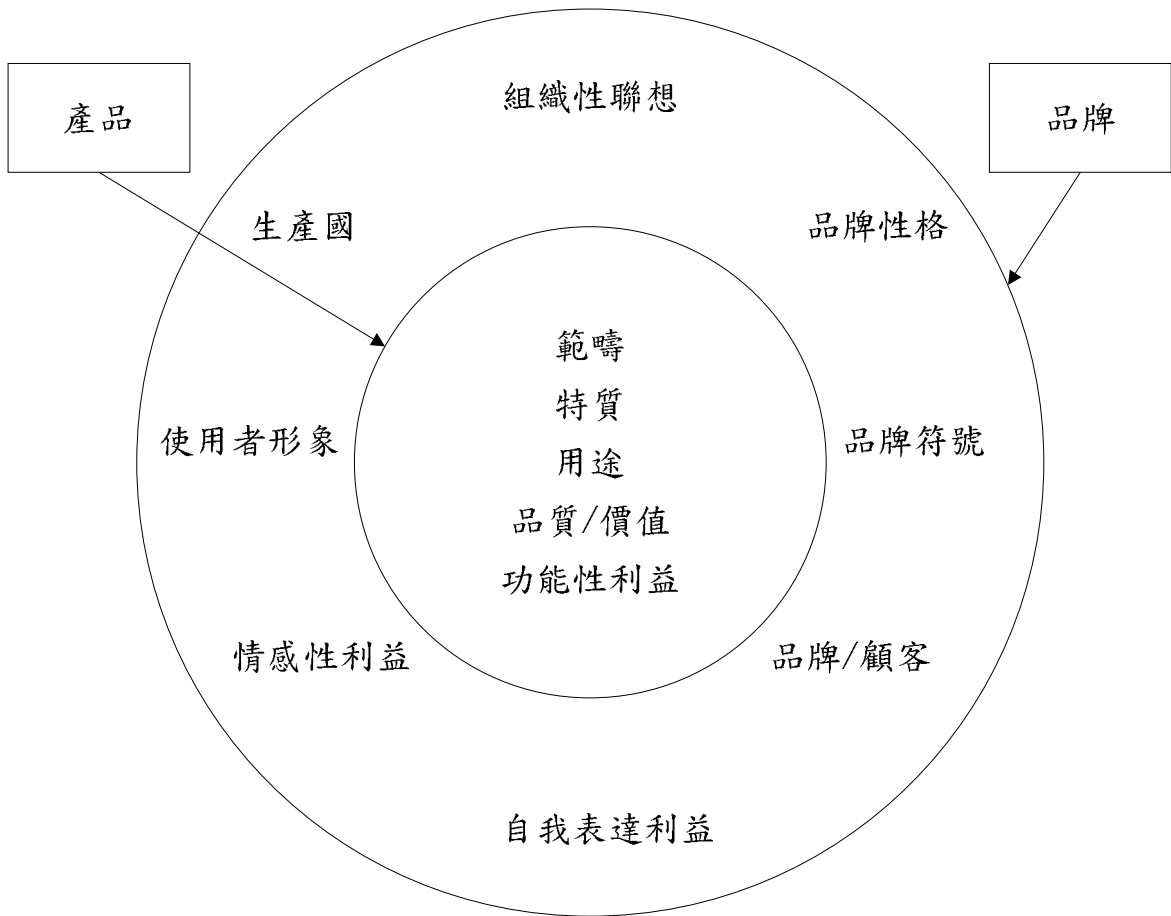 組織性聯想
產品
品牌
生產國
品牌性格
範疇
特質
用途
品質/價值
功能性利益
使用者形象
品牌符號
情感性利益
品牌/顧客
自我表達利益